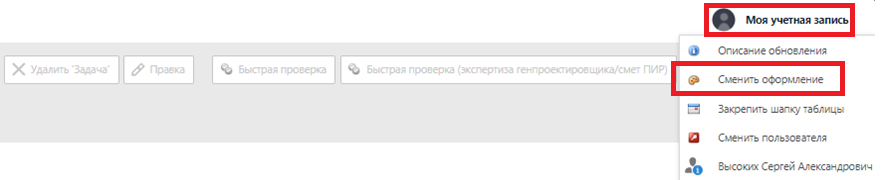 Моя учетная запись
Описание обновления
Удалить 'Задача' Правка Быстрая проверка Быстрая проверка (экспертиза генпроектировщика/смет ПИР)
Сменить оформление
Закрепить шапку таблицы
Сменить пользователя
Высоких Сергей Александрович